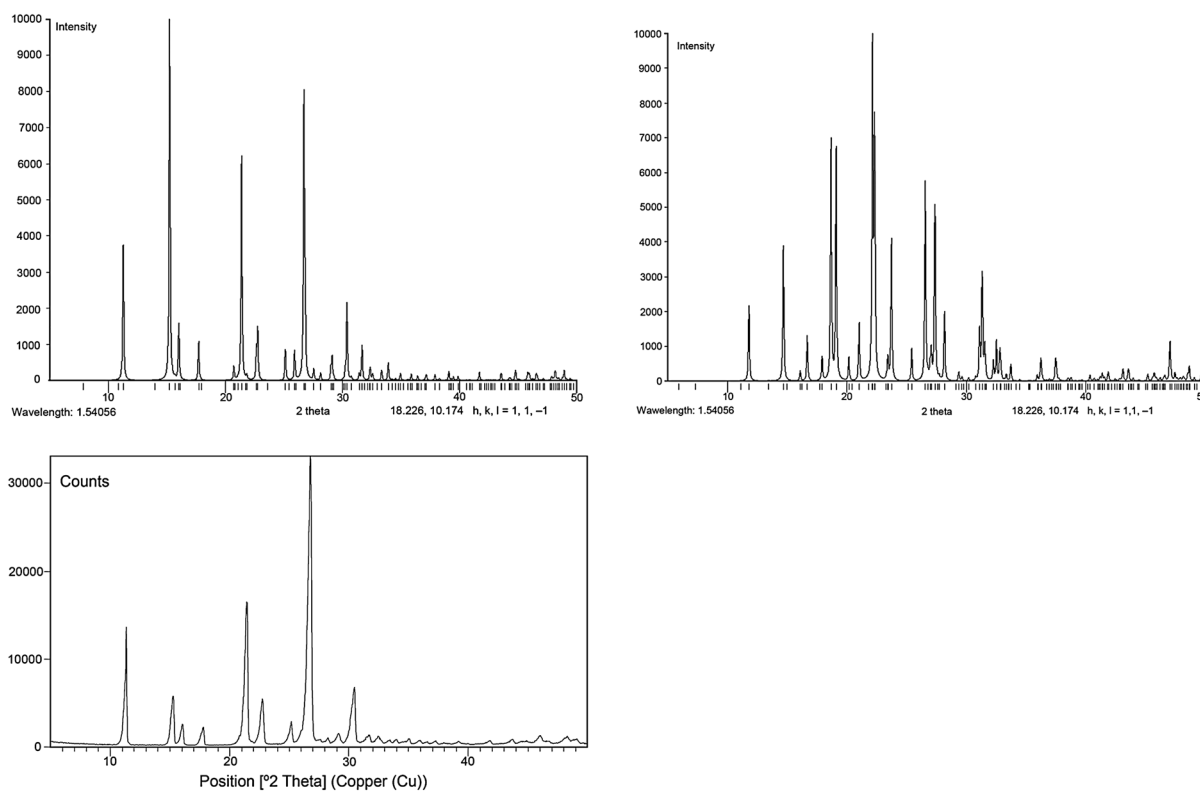 10000
Intensity
9000
8000
7000
6000
5000
4000
3000
2000
1000
0
10 20 30 40 50
Wavelength: 1.54056 2 theta 18.226, 10.174 h, k, l = 1, 1, –1
10000
Intensity
9000
8000
7000
6000
5000
4000
3000
2000
1000
0
10 20 30 40 5
Wavelength: 1.54056 2 theta 18.226, 10.174 h, k, l = 1,1, –1
Counts
30000
20000
10000
0
10 20 30 40
Position [º2 Theta] (Copper (Cu))